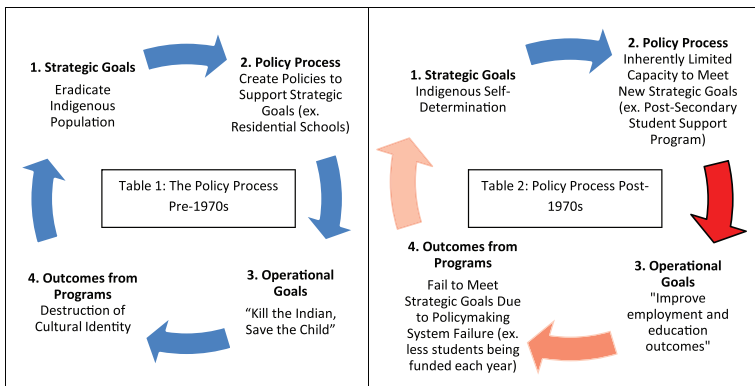 1. Strategic Goals
Eradicate
Indigenous
Population
2. Policy Process
Create Policies to
Support Strategic
Goals (ex.
Residential Schools)
Table 1: The Policy Process
Pre-1970s
3. Operational
Goals
“Kill the Indian,
Save the Child”
4. Outcomes from
Programs
Destruction of
Cultural Identity
1. Strategic Goals
Indigenous Self-
Determination
2. Policy Process
Inherently Limited
Capacity to Meet
New Strategic Goals
(ex. Post-Secondary
Student Support
Program)
Table 2: Policy Process Post-
1970s
3. Operational
Goals
"Improve
employment and
education
outcomes"
4. Outcomes from
Programs
Fail to Meet
Strategic Goals Due
to Policymaking
System Failure (ex.
less students being
funded each year)